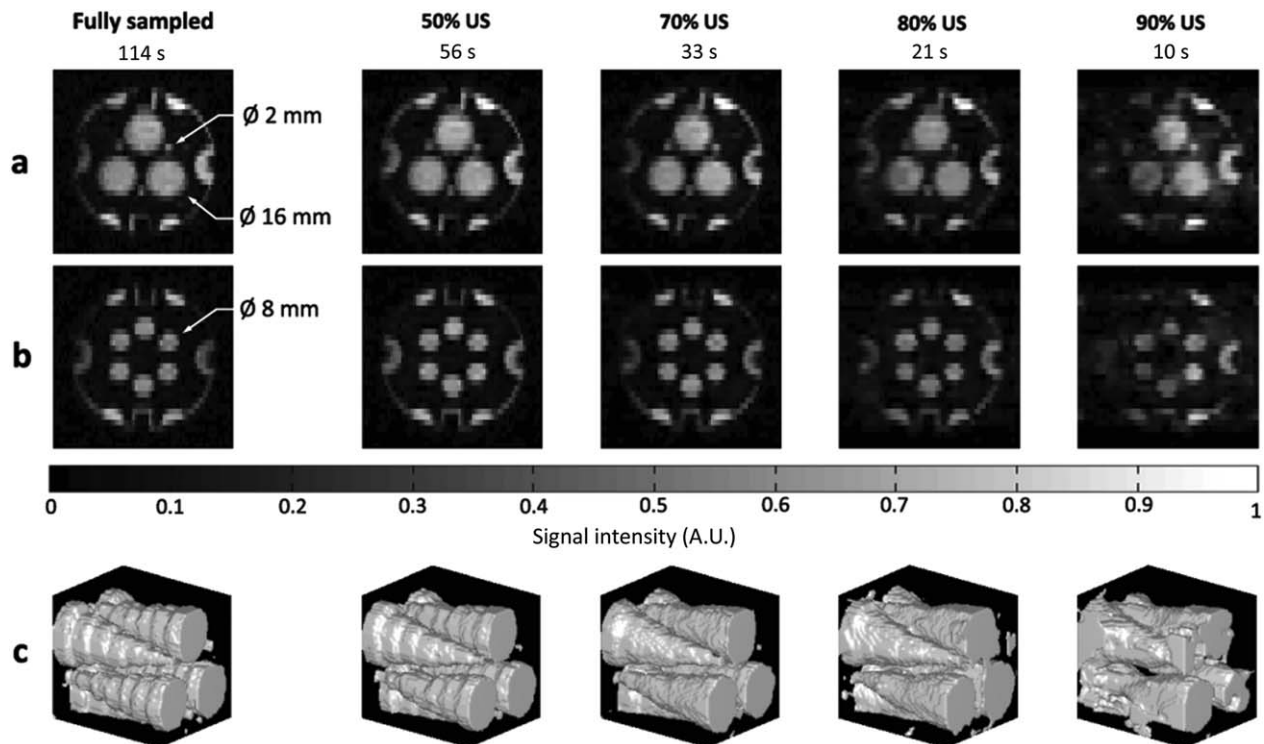 Fully sampled 50% US 70% US 80% US 90% US
114 s 56 s 33 s 21 s 10 s
Ø 2 mm
a
Ø 16 mm
Ø 8 mm
b
0 0.1 0.2 0.3 0.4 0.5 0.6 0.7 0.8 0.9 1
Signal intensity (A.U.)
c